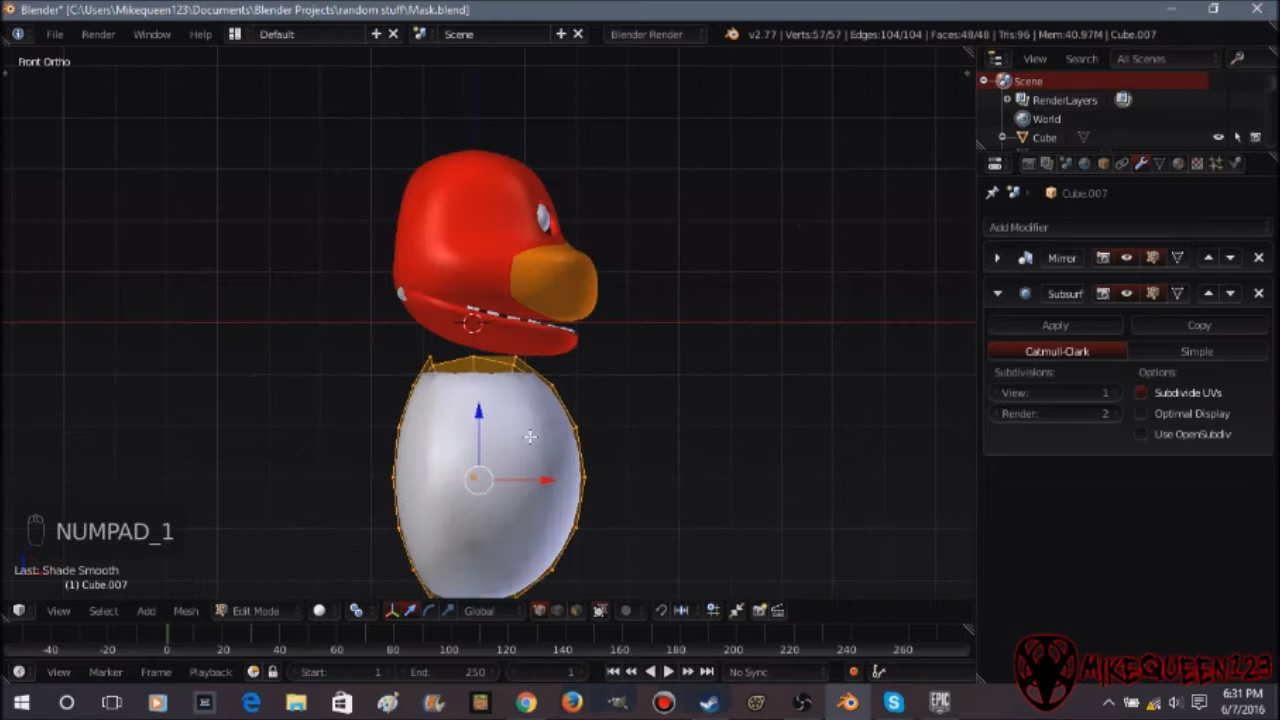 Blender* [C:\Users\Mikequeen123\Documents\Blender Projects\random stuff\Mask.blend]
File Render Window Help Default Scene Blender Render v2.77 | Verts:57/57 | Edges:104/104 | Faces:48/48 | Tris:96 | Mem:40.97M | Cube.007
Front Ortho
View Search All Scenes
Scene
RenderLayers
World
Cube
Cube.007
Add Modifier
Mirror
Subsurf
Apply Copy
Catmull-Clark Simple
Subdivisions: Options:
View: 1 Subdivide UVs
Render: 2 Optimal Display
Use OpenSubdiv
NUMPAD_1
Last: Shade Smooth
(1) Cube.007
View Select Add Mesh Edit Mode Global
-40 -20 0 20 40 60 80 100 120 140 160 180 200 220 240 260
View Marker Frame Playback Start: 1 End: 250 1 No Sync
MIKEQUEEN123
EPIC
6:31 PM
6/7/2016